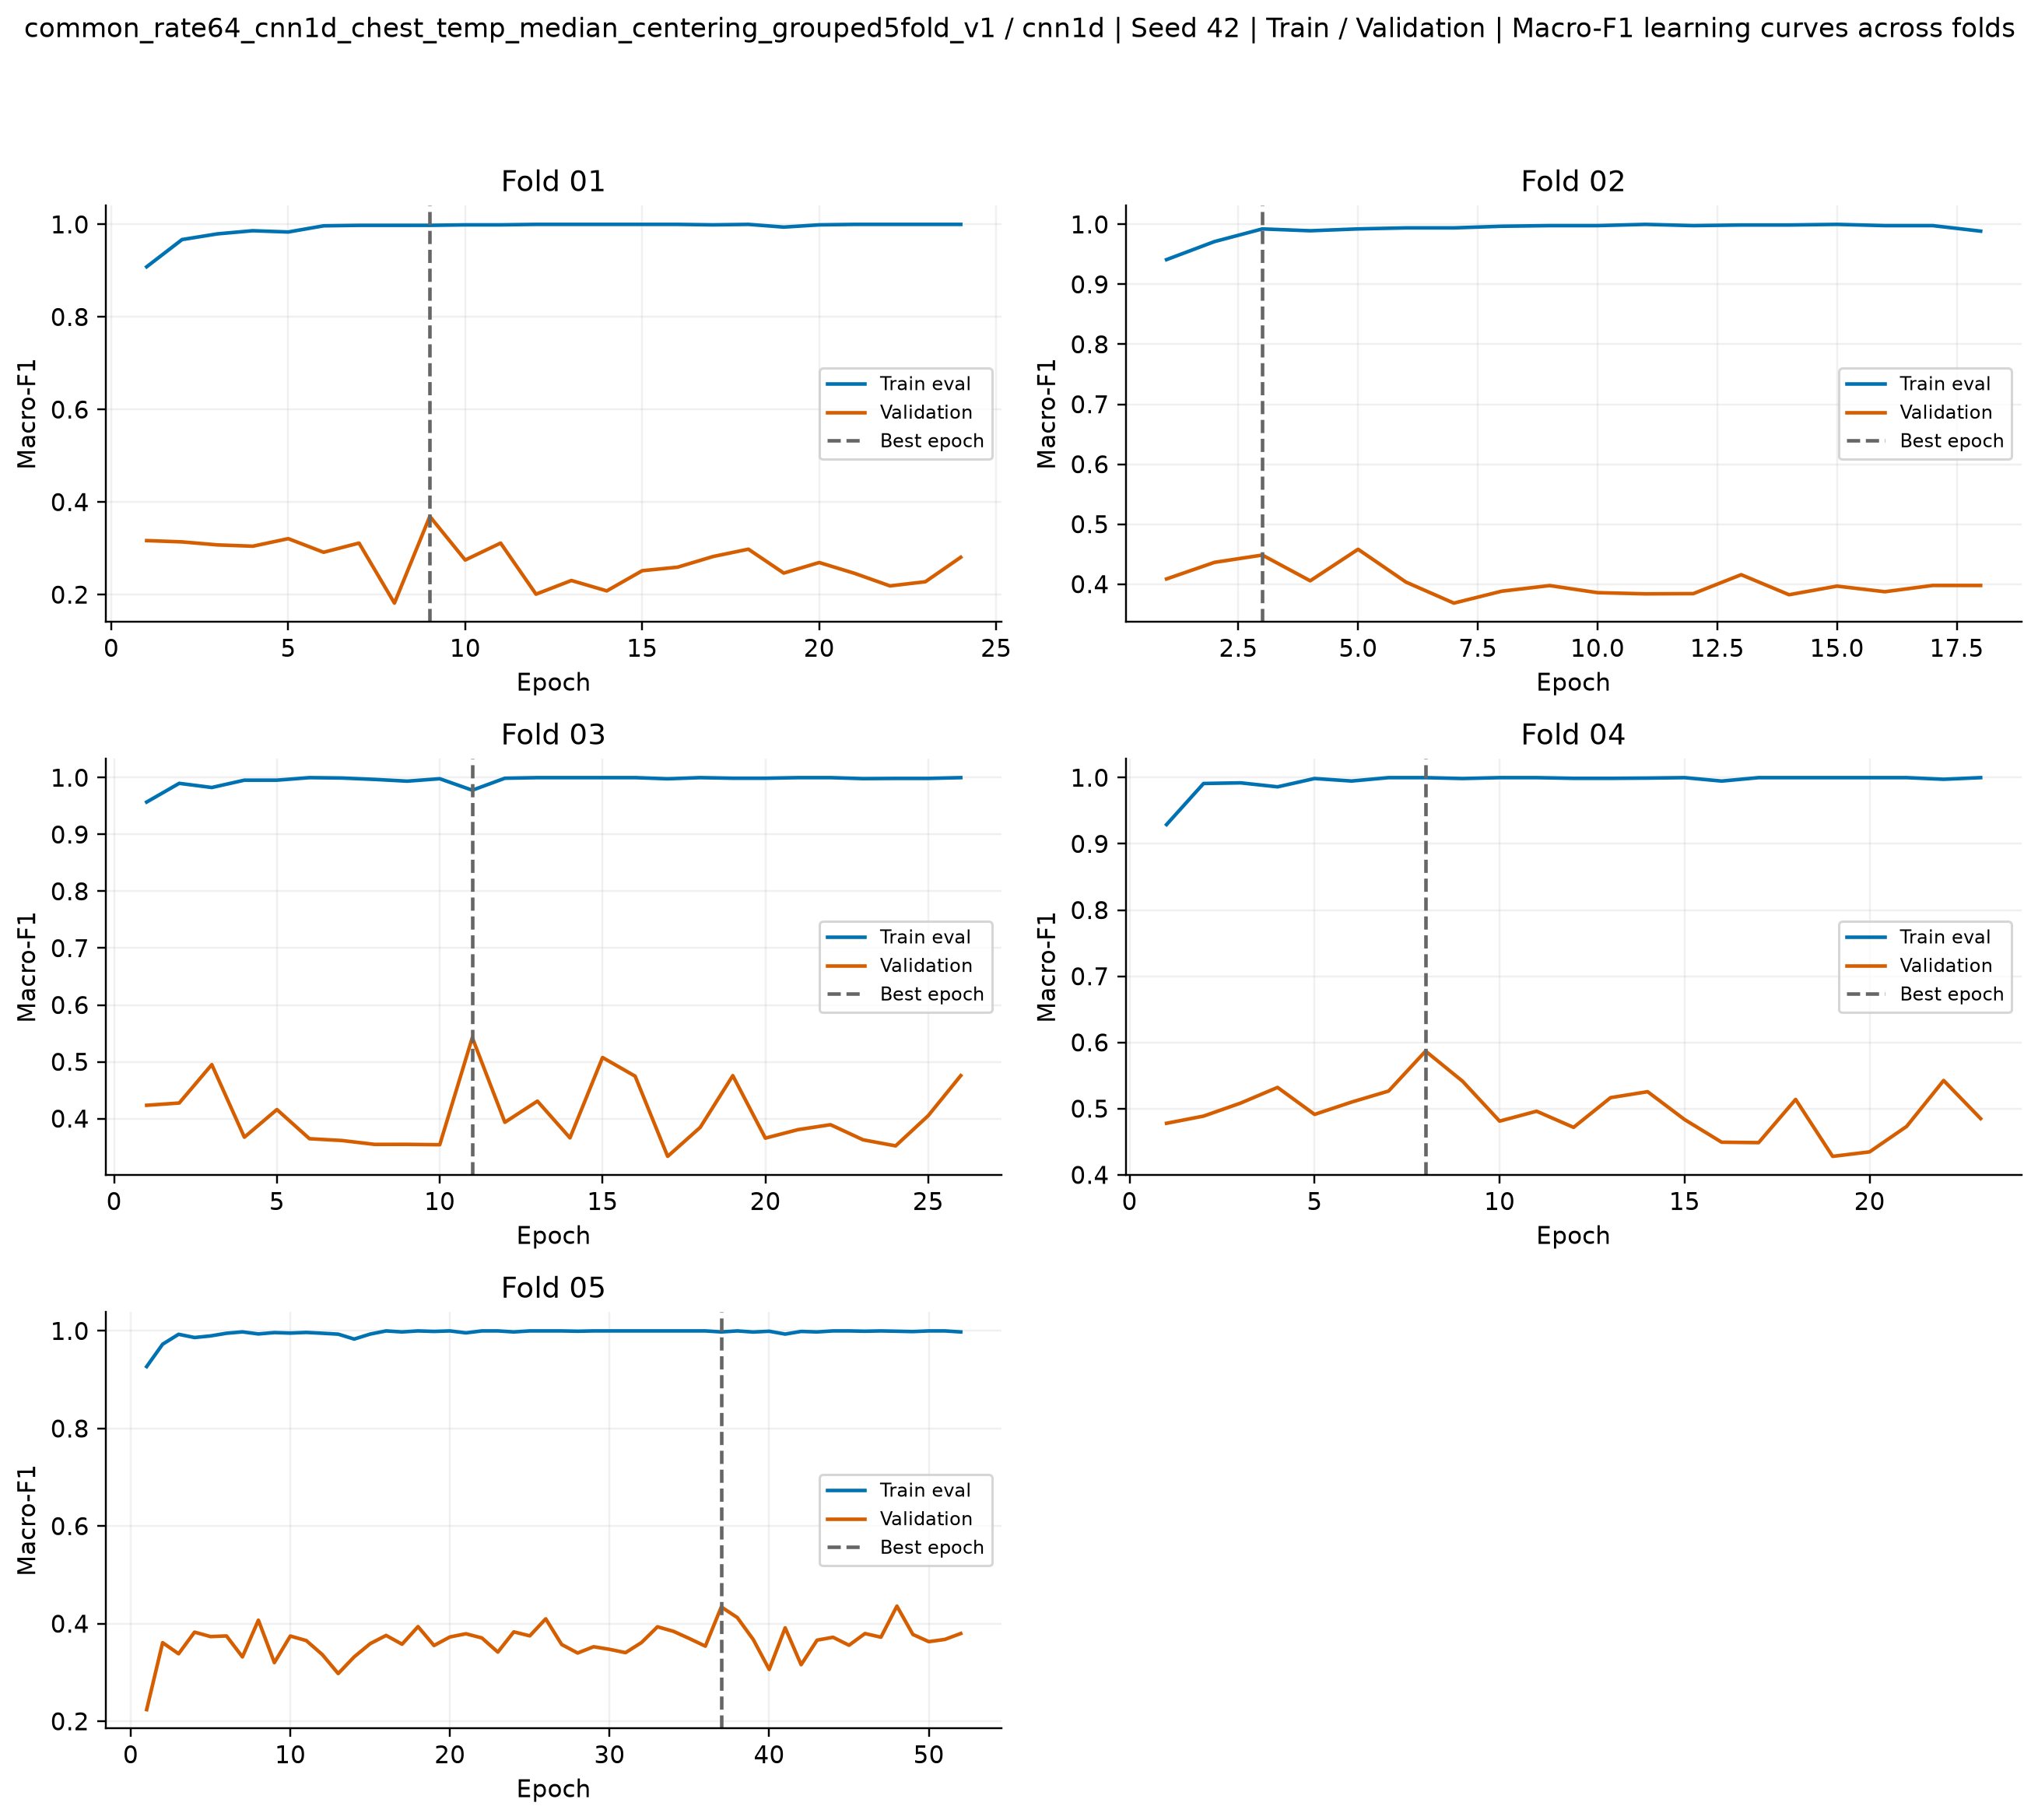 common_rate64_cnn1d_chest_temp_median_centering_grouped5fold_v1 / cnn1d | Seed 42 | Train / Validation | Macro-F1 learning curves across folds
Fold 01
1.0
0.8
0.6
0.4
0.2
Macro-F1
Train eval
Validation
Best epoch
0 5 10 15 20 25
Epoch
Fold 02
1.0
0.9
0.8
0.7
0.6
0.5
0.4
Macro-F1
Train eval
Validation
Best epoch
2.5 5.0 7.5 10.0 12.5 15.0 17.5
Epoch
Fold 03
1.0
0.9
0.8
0.7
0.6
0.5
0.4
Macro-F1
Train eval
Validation
Best epoch
0 5 10 15 20 25
Epoch
Fold 04
1.0
0.9
0.8
0.7
0.6
0.5
0.4
Macro-F1
Train eval
Validation
Best epoch
0 5 10 15 20
Epoch
Fold 05
1.0
0.8
0.6
0.4
0.2
Macro-F1
Train eval
Validation
Best epoch
0 10 20 30 40 50
Epoch